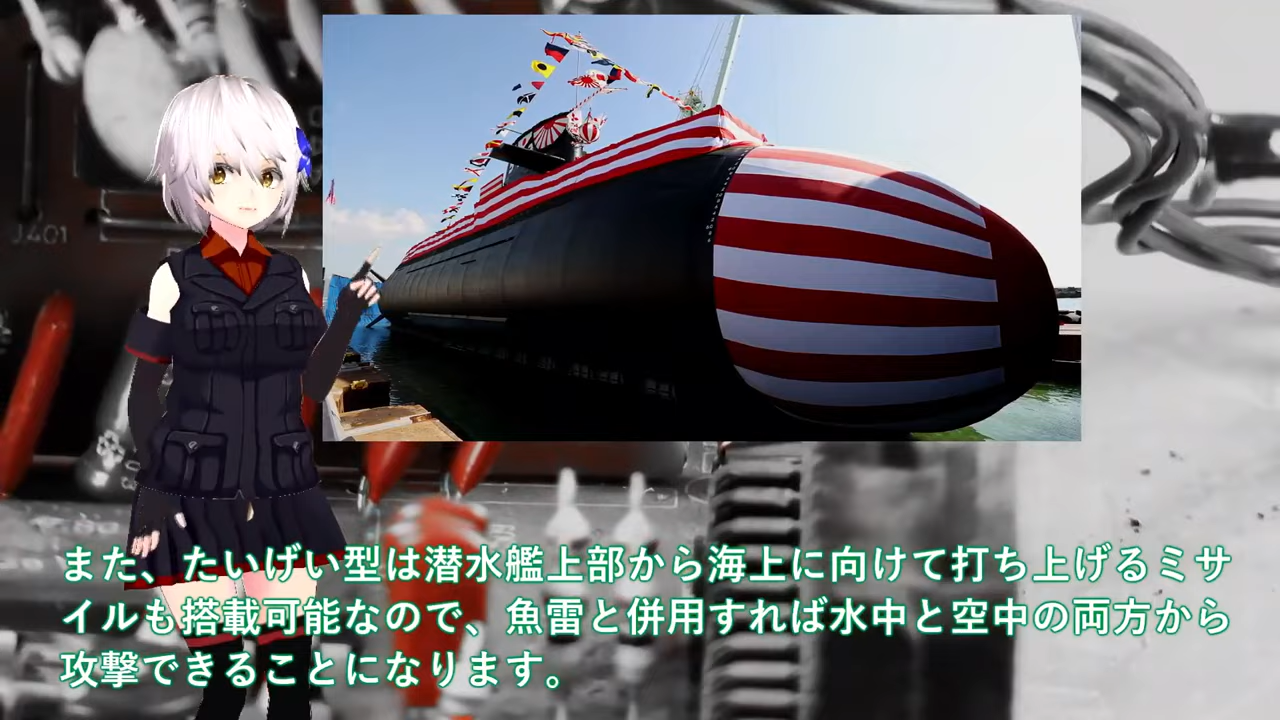 J401
また、たいげい型は潜水艦上部から海上に向けて打ち上げるミサ
イルも搭載可能なので、魚雷と併用すれば水中と空中の両方から
攻撃できることになります。